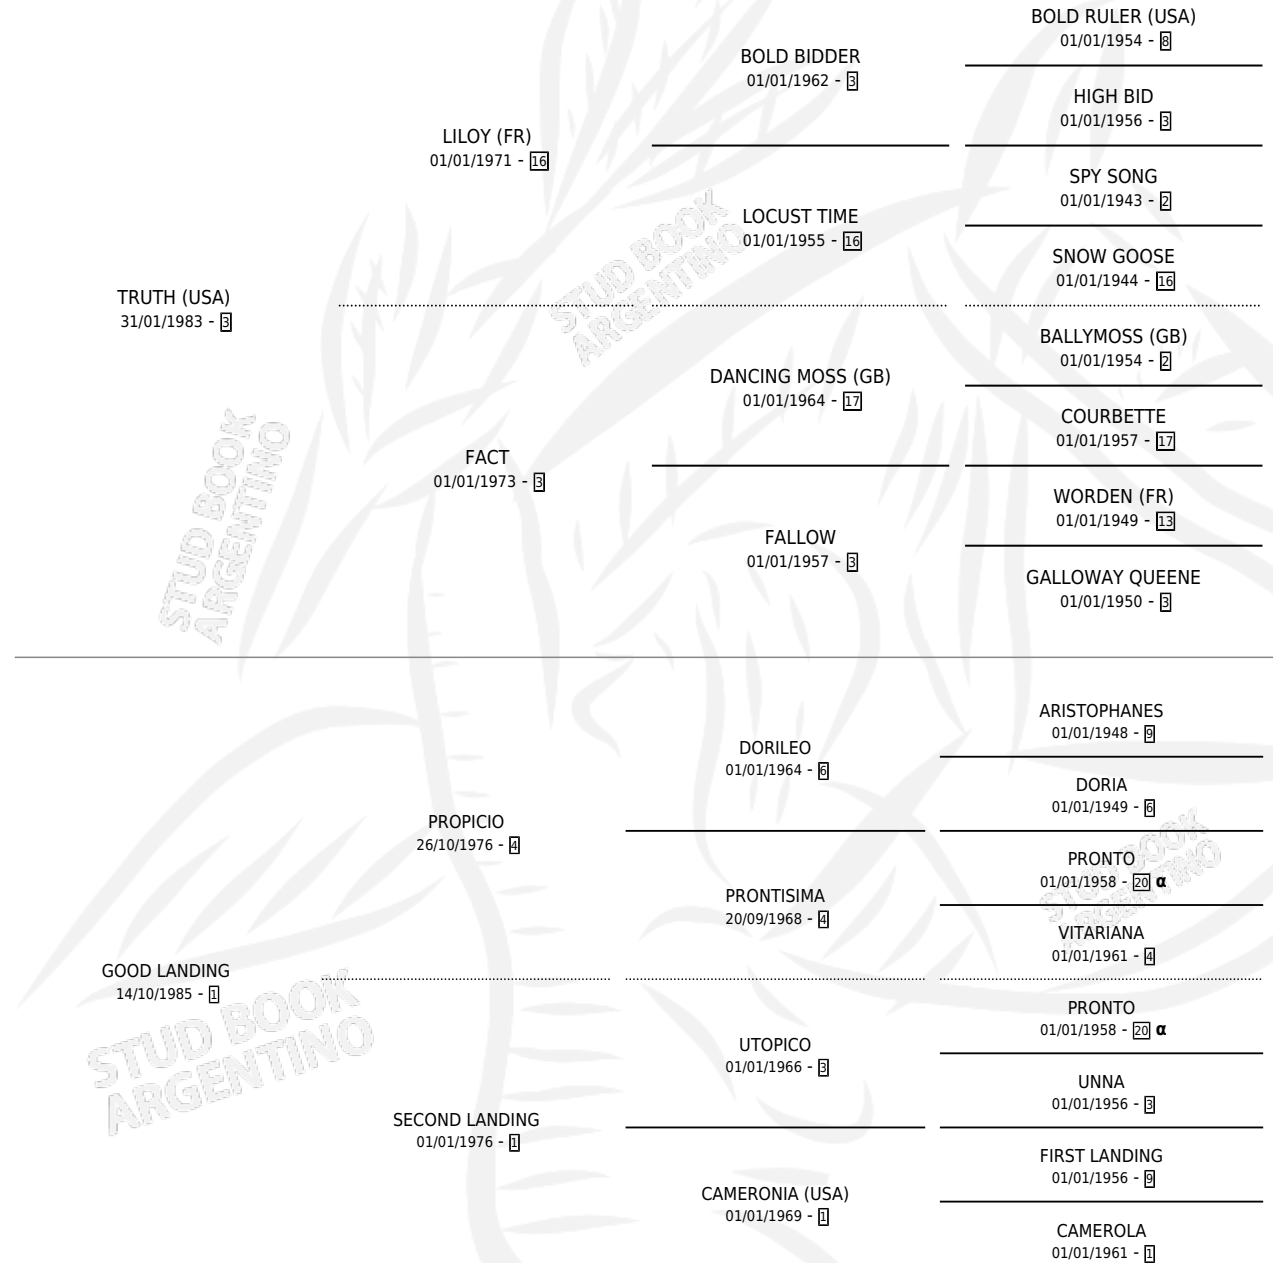 BOLD RULER (USA)
01/01/1954 - 8
BOLD BIDDER
01/01/1962 - 3
HIGH BID
01/01/1956 - 3
LILOY (FR)
01/01/1971 - 16
SPY SONG
01/01/1943 - 2
LOCUST TIME
01/01/1955 - 16
SNOW GOOSE
01/01/1944 - 16
STUD BOOK
ARGENTINO
TRUTH (USA)
31/01/1983 - 3
BALLYMOSS (GB)
01/01/1954 - 2
DANCING MOSS (GB)
01/01/1964 - 17
COURBETTE
01/01/1957 - 17
FACT
01/01/1973 - 3
WORDEN (FR)
01/01/1949 - 13
FALLOW
01/01/1957 - 3
GALLOWAY QUEENE
01/01/1950 - 3
STUD BOOK
ARGENTINO
ARISTOPHANES
01/01/1948 - 9
DORILEO
01/01/1964 - 6
DORIA
01/01/1949 - 6
PROPICIO
26/10/1976 - 4
PRONTO
01/01/1958 - 20 α
PRONTISIMA
20/09/1968 - 4
VITARIANA
01/01/1961 - 4
STUD BOOK
ARGENTINO
GOOD LANDING
14/10/1985 - 1
PRONTO
01/01/1958 - 20 α
UTOPICO
01/01/1966 - 3
UNNA
01/01/1956 - 3
STUD BOOK
ARGENTINO
SECOND LANDING
01/01/1976 - 1
FIRST LANDING
01/01/1956 - 9
CAMERONIA (USA)
01/01/1969 - 1
CAMEROLA
01/01/1961 - 1